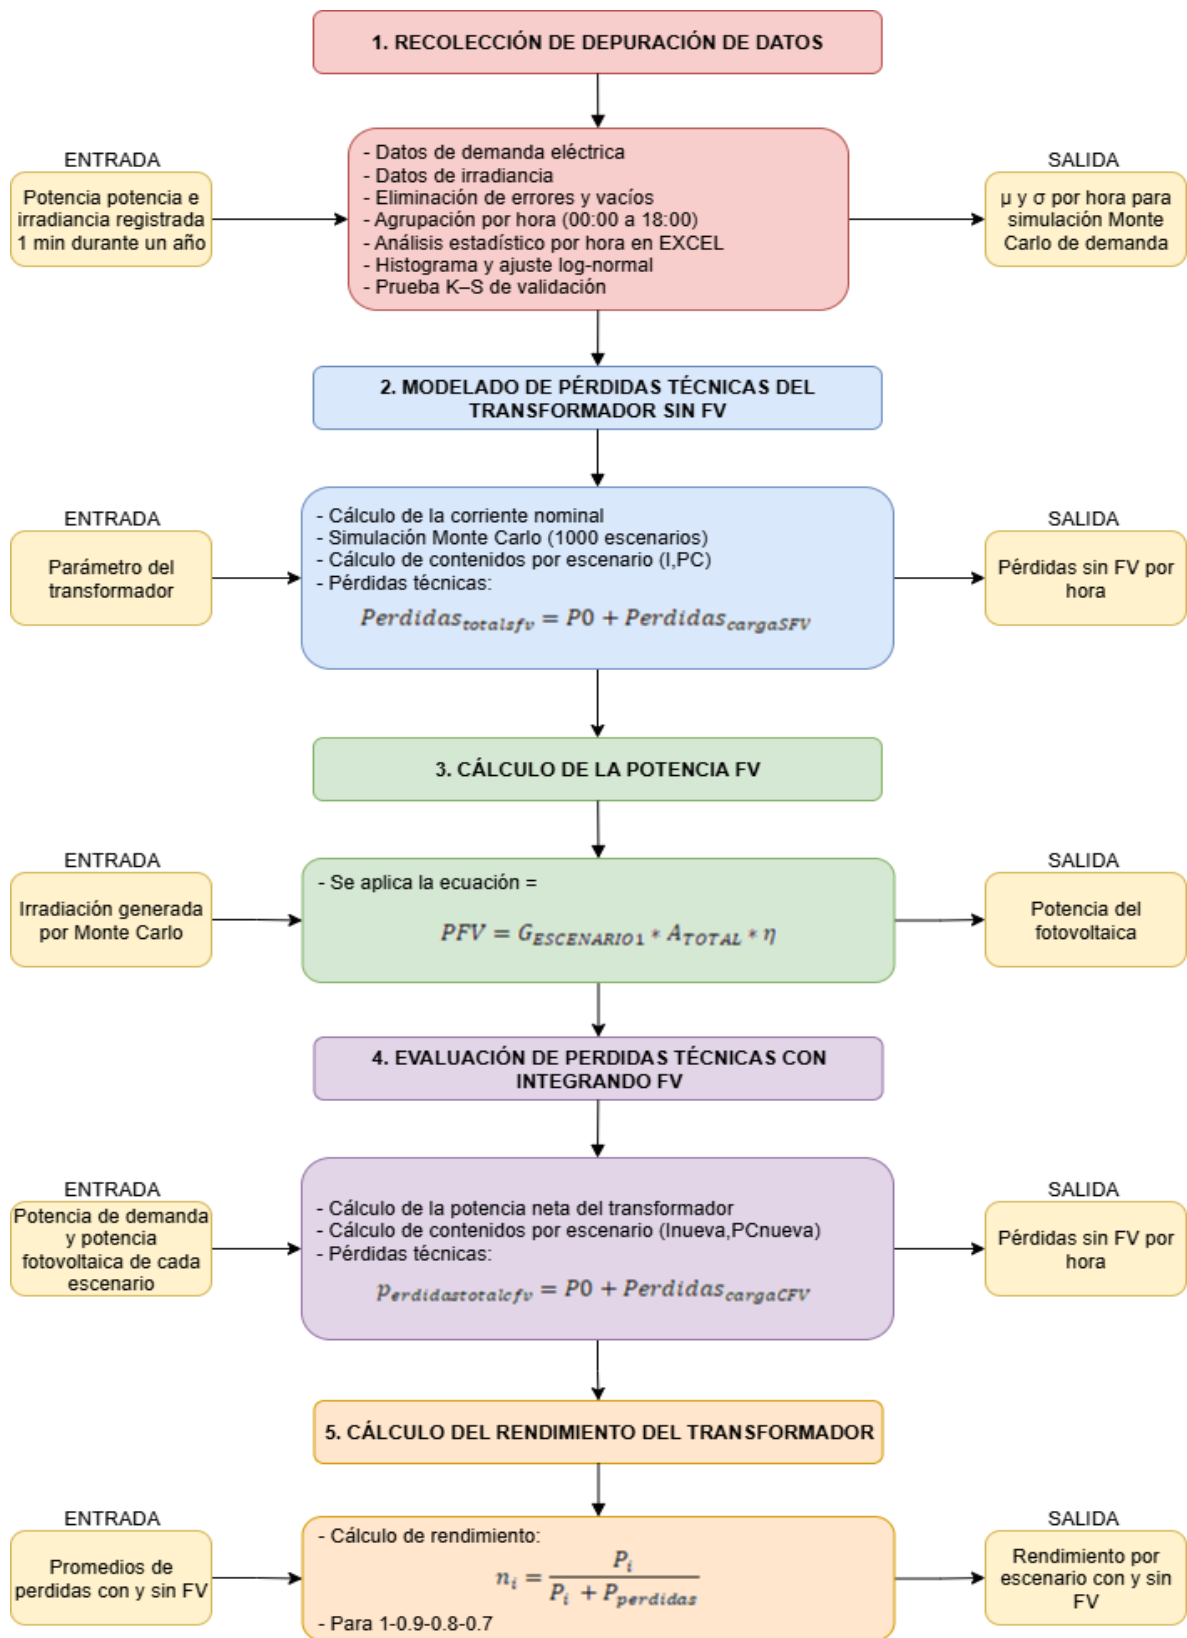 1. RECOLECCIÓN DE DEPURACIÓN DE DATOS
ENTRADA
Potencia potencia e
irradiancia registrada
1 min durante un año
- Datos de demanda eléctrica
- Datos de irradiancia
- Eliminación de errores y vacíos
- Agrupación por hora (00:00 a 18:00)
- Análisis estadístico por hora en EXCEL
- Histograma y ajuste log-normal
- Prueba K–S de validación
SALIDA
μ y σ por hora para
simulación Monte
Carlo de demanda
2. MODELADO DE PÉRDIDAS TÉCNICAS DEL
TRANSFORMADOR SIN FV
ENTRADA
Parámetro del
transformador
- Cálculo de la corriente nominal
- Simulación Monte Carlo (1000 escenarios)
- Cálculo de contenidos por escenario (I,PC)
- Pérdidas técnicas:
Perdidas_totalsfv = P0 + Perdidas_cargaSFV
SALIDA
Pérdidas sin FV por
hora
3. CÁLCULO DE LA POTENCIA FV
ENTRADA
Irradiación generada
por Monte Carlo
- Se aplica la ecuación =
PFV = G_ESCENARIO1 * A_TOTAL * η
SALIDA
Potencia del
fotovoltaica
4. EVALUACIÓN DE PERDIDAS TÉCNICAS CON
INTEGRANDO FV
ENTRADA
Potencia de demanda
y potencia
fotovoltaica de cada
escenario
- Cálculo de la potencia neta del transformador
- Cálculo de contenidos por escenario (Inueva,PCnueva)
- Pérdidas técnicas:
p_erdidastotalcfv = P0 + Perdidas_cargaCFV
SALIDA
Pérdidas sin FV por
hora
5. CÁLCULO DEL RENDIMIENTO DEL TRANSFORMADOR
ENTRADA
Promedios de
perdidas con y sin FV
- Cálculo de rendimiento:
n_i = P_i / (P_i + P_perdidas)
- Para 1-0.9-0.8-0.7
SALIDA
Rendimiento por
escenario con y sin
FV